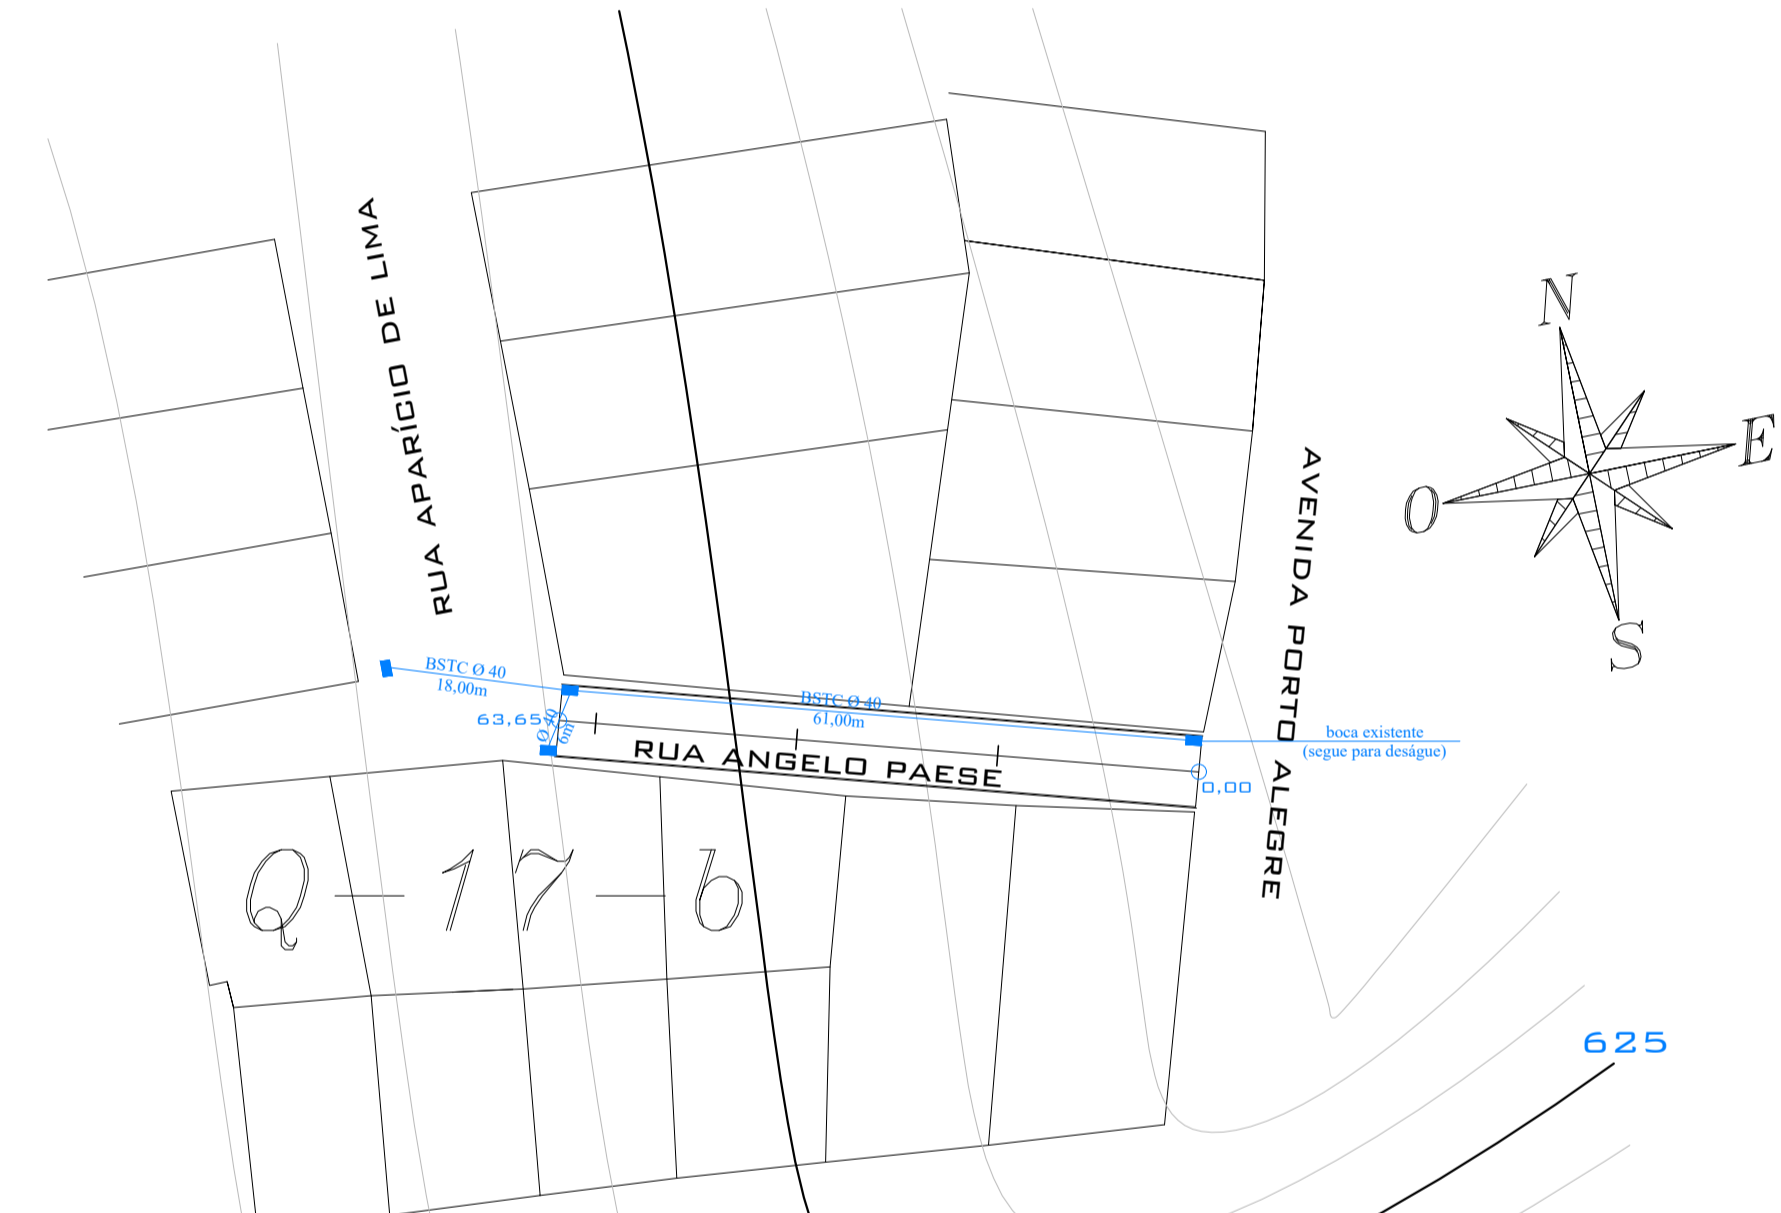 RUA APARÍCIO DE LIMA
N
E
O
S
AVENIDA PORTO ALEGRE
BSTC Ø 40
18,00m
BSTC Ø 40
61,00m
63,65
Ø 40
6m
boca existente
(segue para deságue)
RUA ANGELO PAESE
0,00
Q - 17 - b
625